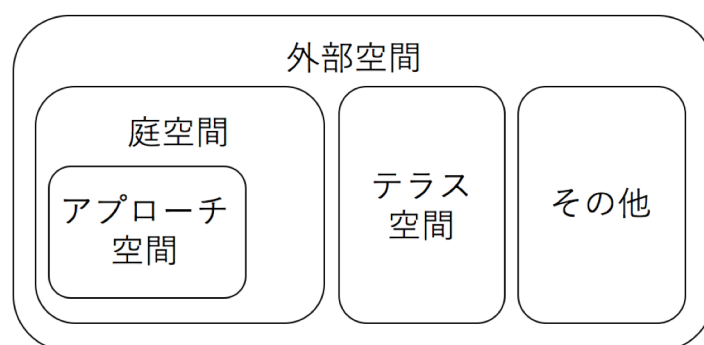 外部空間
庭空間
アプローチ
空間
テラス
空間
その他